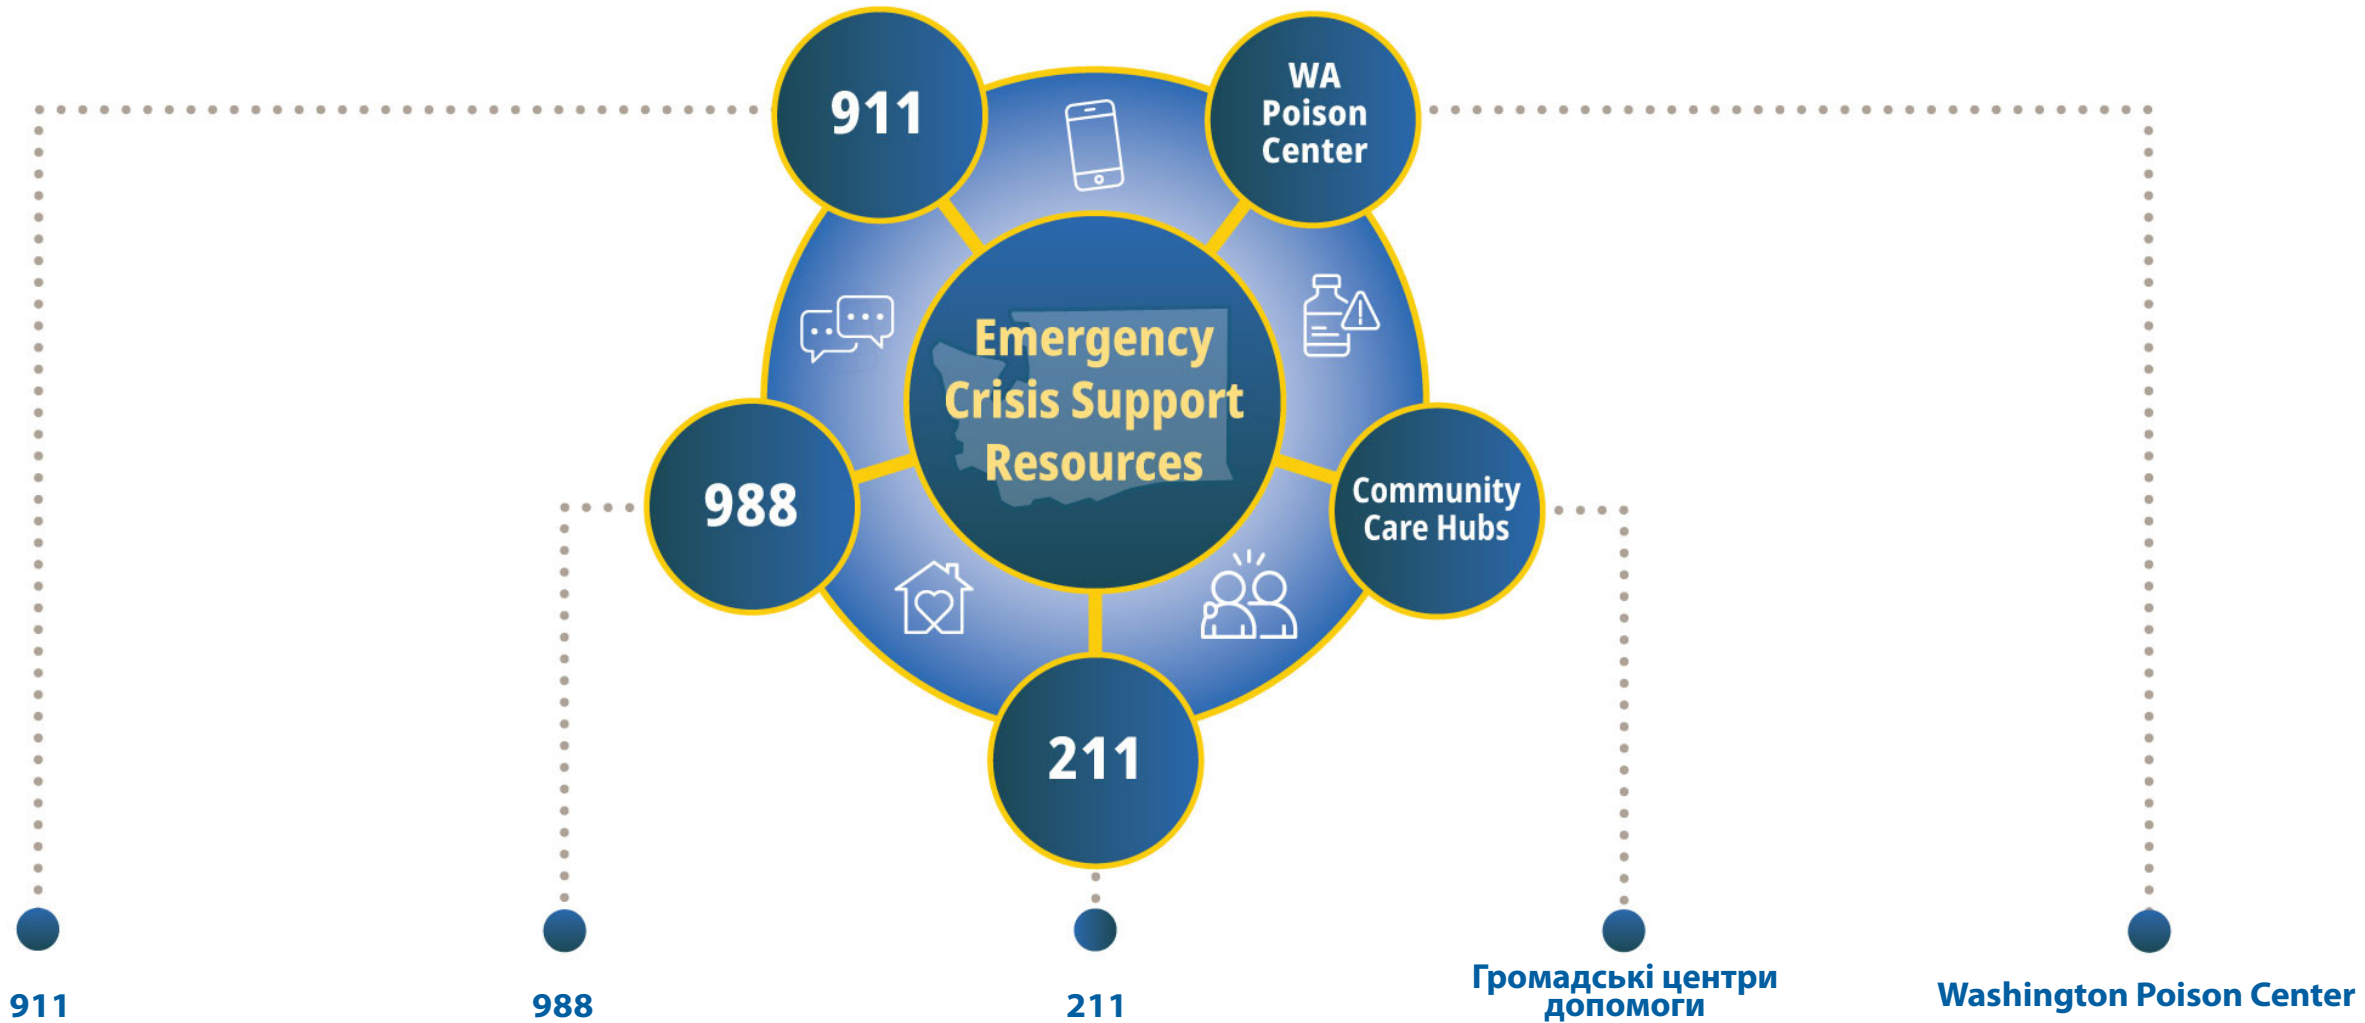 911
WA
Poison
Center
Emergency
Crisis Support
Resources
988
Community
Care Hubs
211
911
988
211
Громадські центри
допомоги
Washington Poison Center